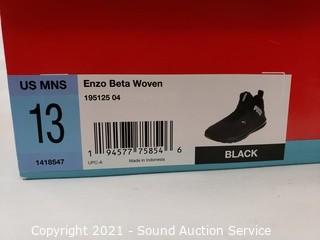 US MNS
13
1418547
Enzo Beta Woven
195125 04
1 94577 75854 6
UPC-A
Made in Indonesia
BLACK
Copyright 2021 - Sound Auction Service